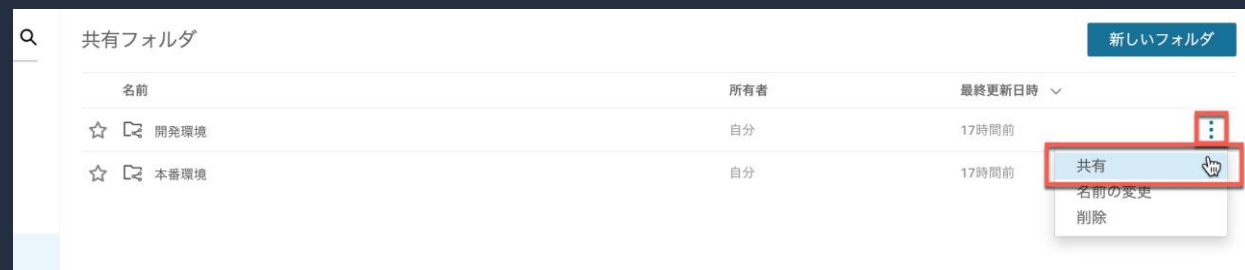 共有フォルダ
新しいフォルダ
名前 所有者 最終更新日時
開発環境 自分 17時間前
本番環境 自分 17時間前
共有
名前の変更
削除